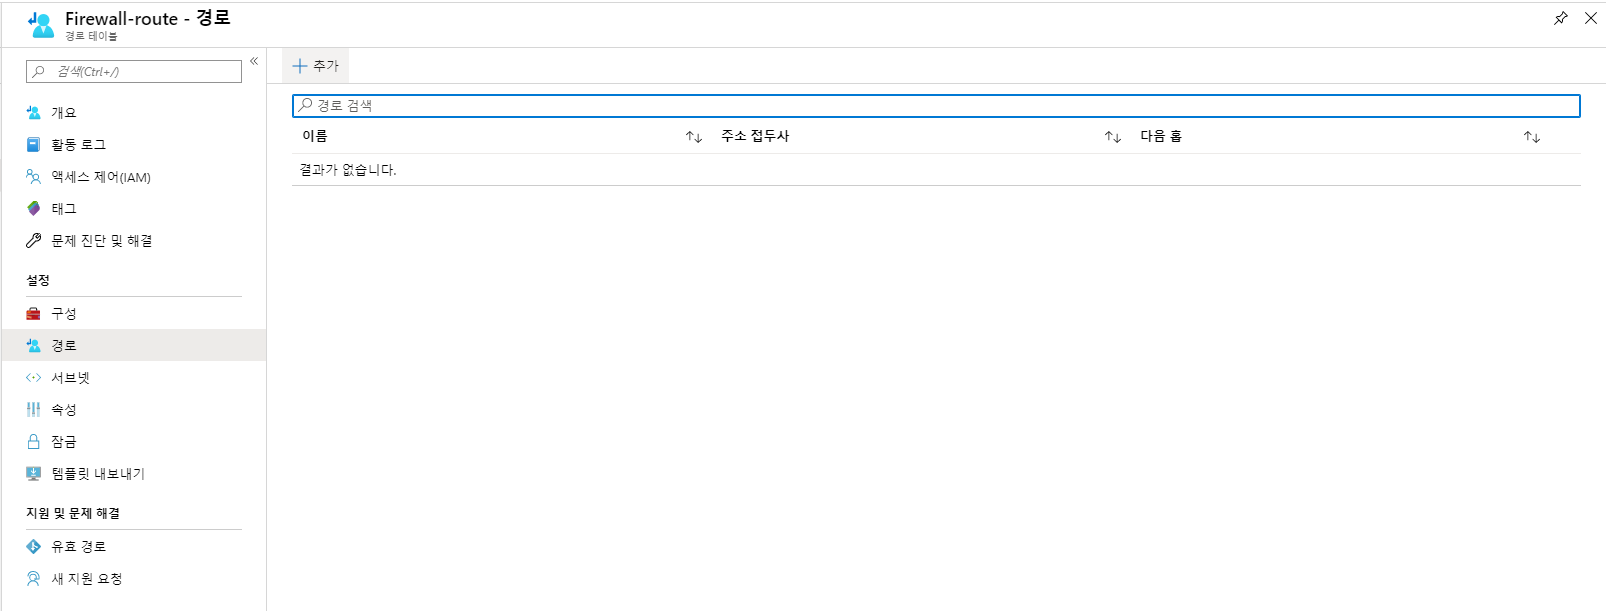 Firewall-route - 경로
경로 테이블
검색(Ctrl+/)
개요
활동 로그
액세스 제어(IAM)
태그
문제 진단 및 해결
설정
구성
경로
서브넷
속성
잠금
템플릿 내보내기
지원 및 문제 해결
유효 경로
새 지원 요청
추가
경로 검색
이름 주소 접두사 다음 홉
결과가 없습니다.